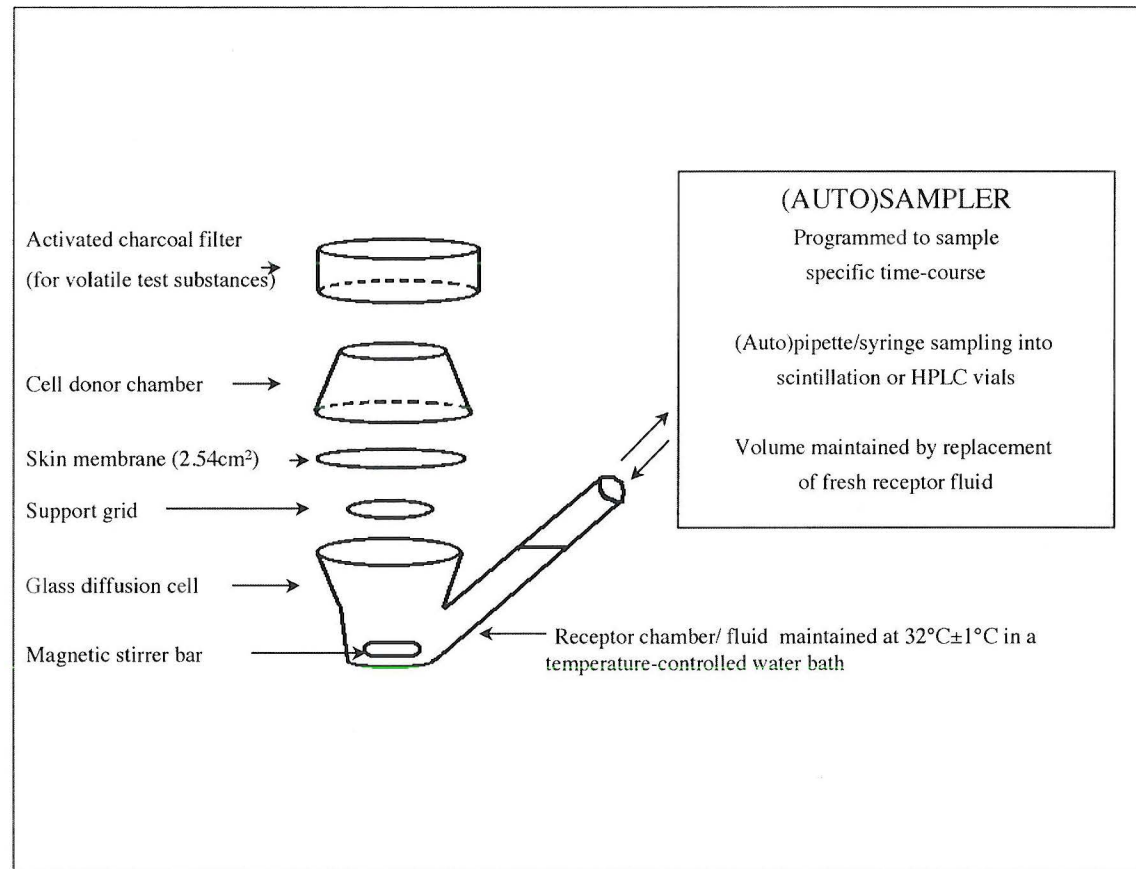 (AUTO)SAMPLER
Programmed to sample
specific time-course
(Auto)pipette/syringe sampling into
scintillation or HPLC vials
Volume maintained by replacement
of fresh receptor fluid
Activated charcoal filter
(for volatile test substances)
Cell donor chamber
Skin membrane (2.54cm²)
Support grid
Glass diffusion cell
Magnetic stirrer bar
Receptor chamber/ fluid maintained at 32°C±1°C in a
temperature-controlled water bath